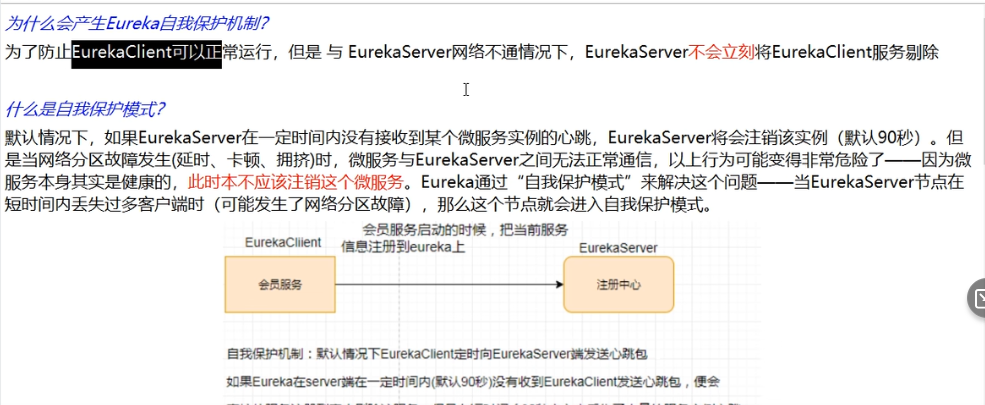 为什么会产生Eureka自我保护机制?
为了防止EurekaClient可以正常运行，但是 与 EurekaServer网络不通情况下，EurekaServer不会立刻将EurekaClient服务剔除
什么是自我保护模式?
默认情况下，如果EurekaServer在一定时间内没有接收到某个微服务实例的心跳，EurekaServer将会注销该实例（默认90秒）。但
是当网络分区故障发生(延时、卡顿、拥挤)时，微服务与EurekaServer之间无法正常通信，以上行为可能变得非常危险了——因为微
服务本身其实是健康的，此时本不应该注销这个微服务。Eureka通过“自我保护模式”来解决这个问题——当EurekaServer节点在
短时间内丢失过多客户端时（可能发生了网络分区故障），那么这个节点就会进入自我保护模式。
会员服务启动的时候，把当前服务
信息注册到eureka上
EurekaCliient
EurekaServer
会员服务
注册中心
自我保护机制：默认情况下EurekaClient定时向EurekaServer端发送心跳包
如果Eureka在server端在一定时间内(默认90秒)没有收到EurekaClient发送心跳包，便会